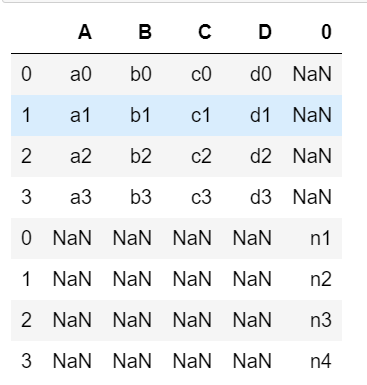 A B C D 0
0 a0 b0 c0 d0 NaN
1 a1 b1 c1 d1 NaN
2 a2 b2 c2 d2 NaN
3 a3 b3 c3 d3 NaN
0 NaN NaN NaN NaN n1
1 NaN NaN NaN NaN n2
2 NaN NaN NaN NaN n3
3 NaN NaN NaN NaN n4